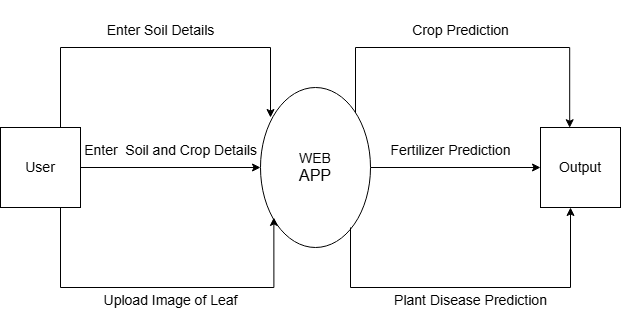 Enter Soil Details
Crop Prediction
Enter Soil and Crop Details
Fertilizer Prediction
User
WEB
APP
Output
Upload Image of Leaf
Plant Disease Prediction